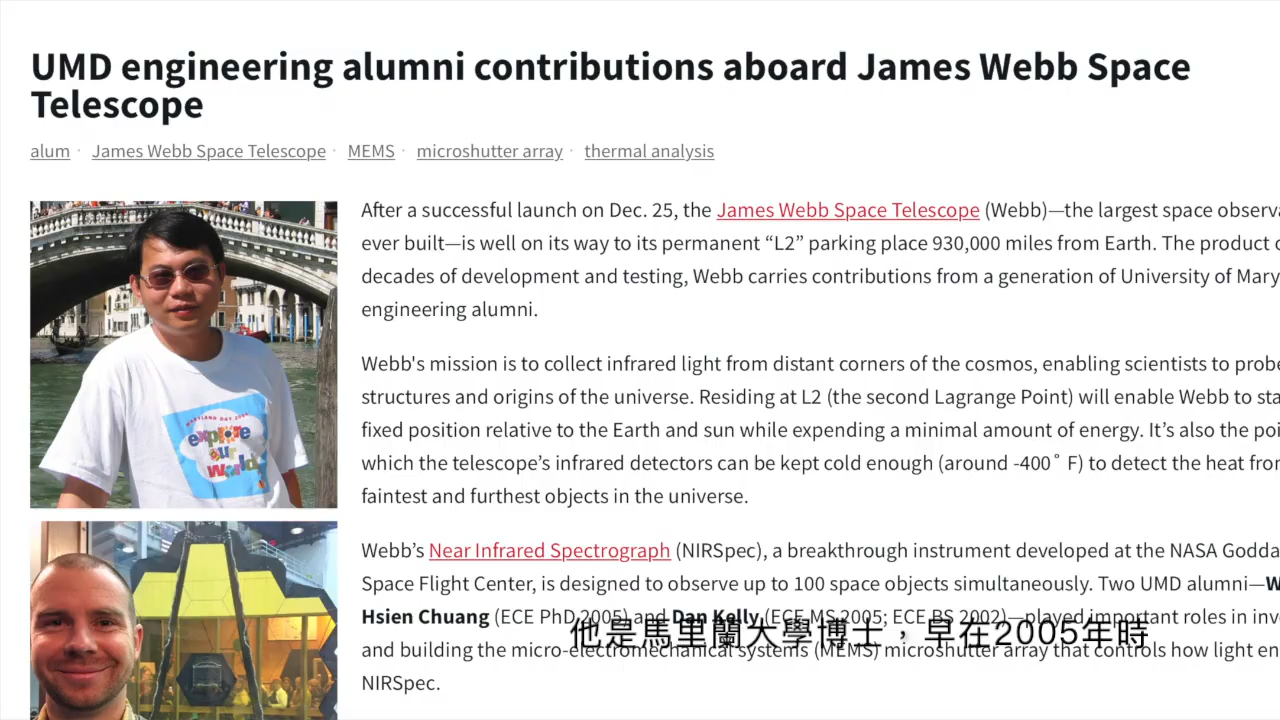 UMD engineering alumni contributions aboard James Webb Space
Telescope
alum · James Webb Space Telescope · MEMS · microshutter array · thermal analysis
After a successful launch on Dec. 25, the James Webb Space Telescope (Webb)—the largest space observa
ever built—is well on its way to its permanent “L2” parking place 930,000 miles from Earth. The product o
decades of development and testing, Webb carries contributions from a generation of University of Mary
engineering alumni.
Webb's mission is to collect infrared light from distant corners of the cosmos, enabling scientists to probe
structures and origins of the universe. Residing at L2 (the second Lagrange Point) will enable Webb to sta
fixed position relative to the Earth and sun while expending a minimal amount of energy. It’s also the poi
which the telescope’s infrared detectors can be kept cold enough (around -400˚ F) to detect the heat from
faintest and furthest objects in the universe.
MARYLAND DAY
explore
our
world
Webb’s Near Infrared Spectrograph (NIRSpec), a breakthrough instrument developed at the NASA Godda
Space Flight Center, is designed to observe up to 100 space objects simultaneously. Two UMD alumni—W
Hsien Chuang (ECE PhD 2005) and Dan Kelly (ECE MS 2005; ECE BS 2002)—played important roles in inv
and building the micro-electromechanical systems (MEMS) microshutter array that controls how light en
NIRSpec.
他是馬里蘭大學博士，早在2005年時